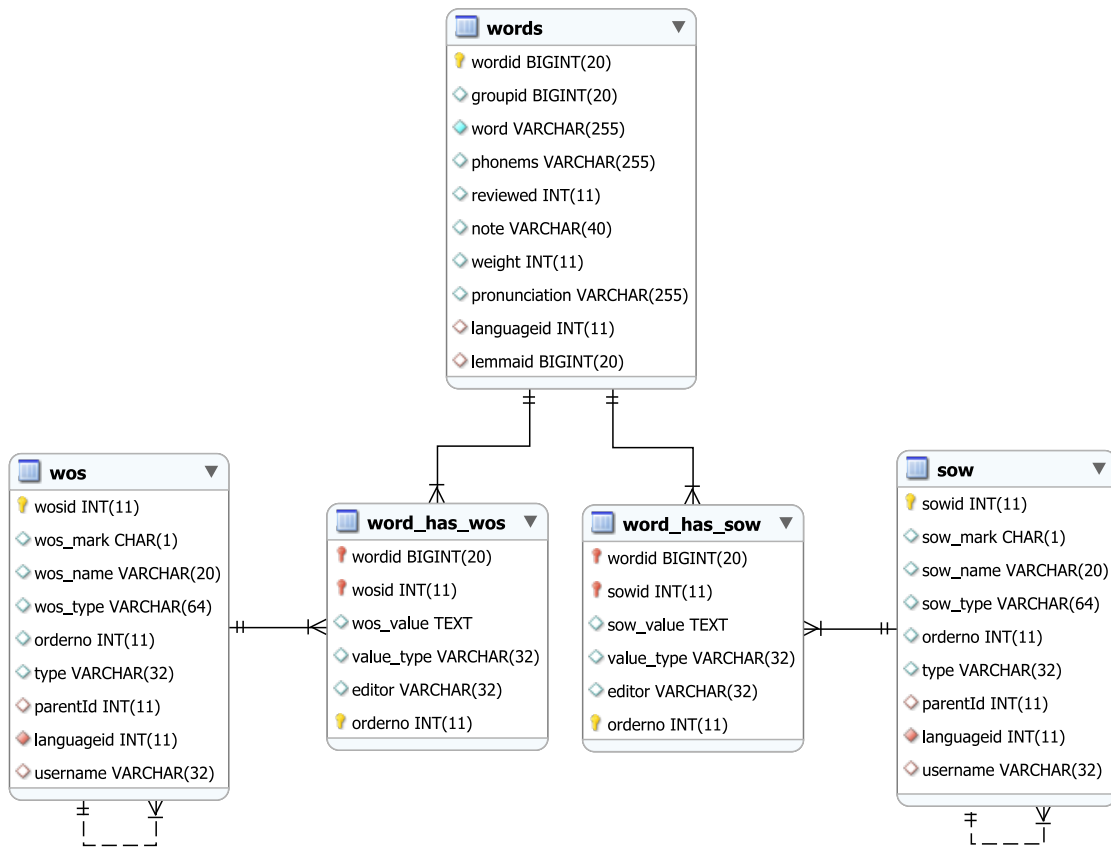 words
wordid BIGINT(20)
groupid BIGINT(20)
word VARCHAR(255)
phonems VARCHAR(255)
reviewed INT(11)
note VARCHAR(40)
weight INT(11)
pronunciation VARCHAR(255)
languageid INT(11)
lemmaid BIGINT(20)
wos
wosid INT(11)
wos_mark CHAR(1)
wos_name VARCHAR(20)
wos_type VARCHAR(64)
orderno INT(11)
type VARCHAR(32)
parentId INT(11)
languageid INT(11)
username VARCHAR(32)
word_has_wos
wordid BIGINT(20)
wosid INT(11)
wos_value TEXT
value_type VARCHAR(32)
editor VARCHAR(32)
orderno INT(11)
word_has_sow
wordid BIGINT(20)
sowid INT(11)
sow_value TEXT
value_type VARCHAR(32)
editor VARCHAR(32)
orderno INT(11)
sow
sowid INT(11)
sow_mark CHAR(1)
sow_name VARCHAR(20)
sow_type VARCHAR(64)
orderno INT(11)
type VARCHAR(32)
parentId INT(11)
languageid INT(11)
username VARCHAR(32)